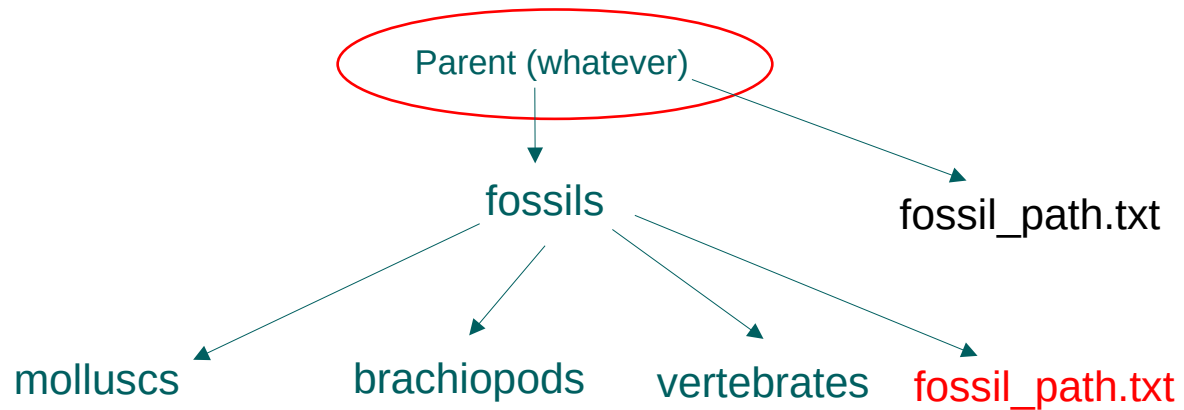 Parent (whatever)
fossils
fossil_path.txt
molluscs
brachiopods
vertebrates
fossil_path.txt